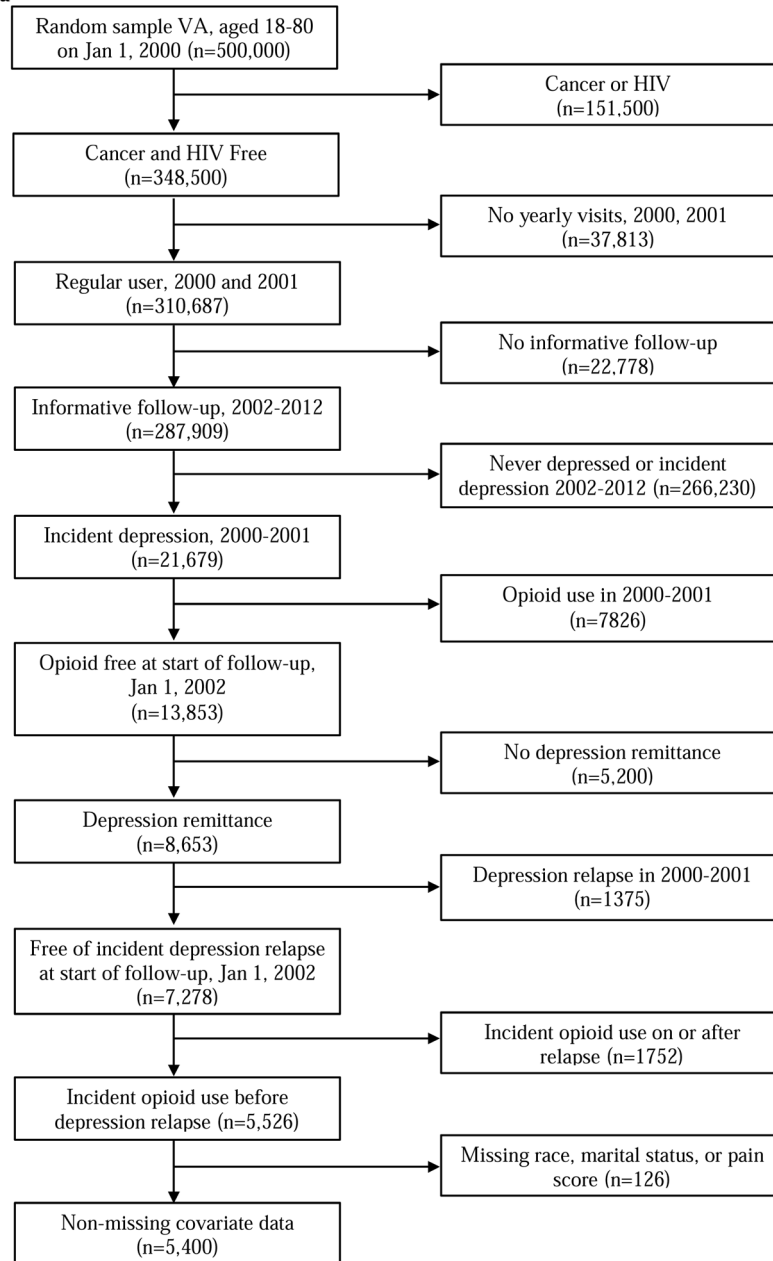 Random sample VA, aged 18-80
on Jan 1, 2000 (n=500,000)
Cancer or HIV
(n=151,500)
Cancer and HIV Free
(n=348,500)
No yearly visits, 2000, 2001
(n=37,813)
Regular user, 2000 and 2001
(n=310,687)
No informative follow-up
(n=22,778)
Informative follow-up, 2002-2012
(n=287,909)
Never depressed or incident
depression 2002-2012 (n=266,230)
Incident depression, 2000-2001
(n=21,679)
Opioid use in 2000-2001
(n=7826)
Opioid free at start of follow-up,
Jan 1, 2002
(n=13,853)
No depression remittance
(n=5,200)
Depression remittance
(n=8,653)
Depression relapse in 2000-2001
(n=1375)
Free of incident depression relapse
at start of follow-up, Jan 1, 2002
(n=7,278)
Incident opioid use on or after
relapse (n=1752)
Incident opioid use before
depression relapse (n=5,526)
Missing race, marital status, or pain
score (n=126)
Non-missing covariate data
(n=5,400)